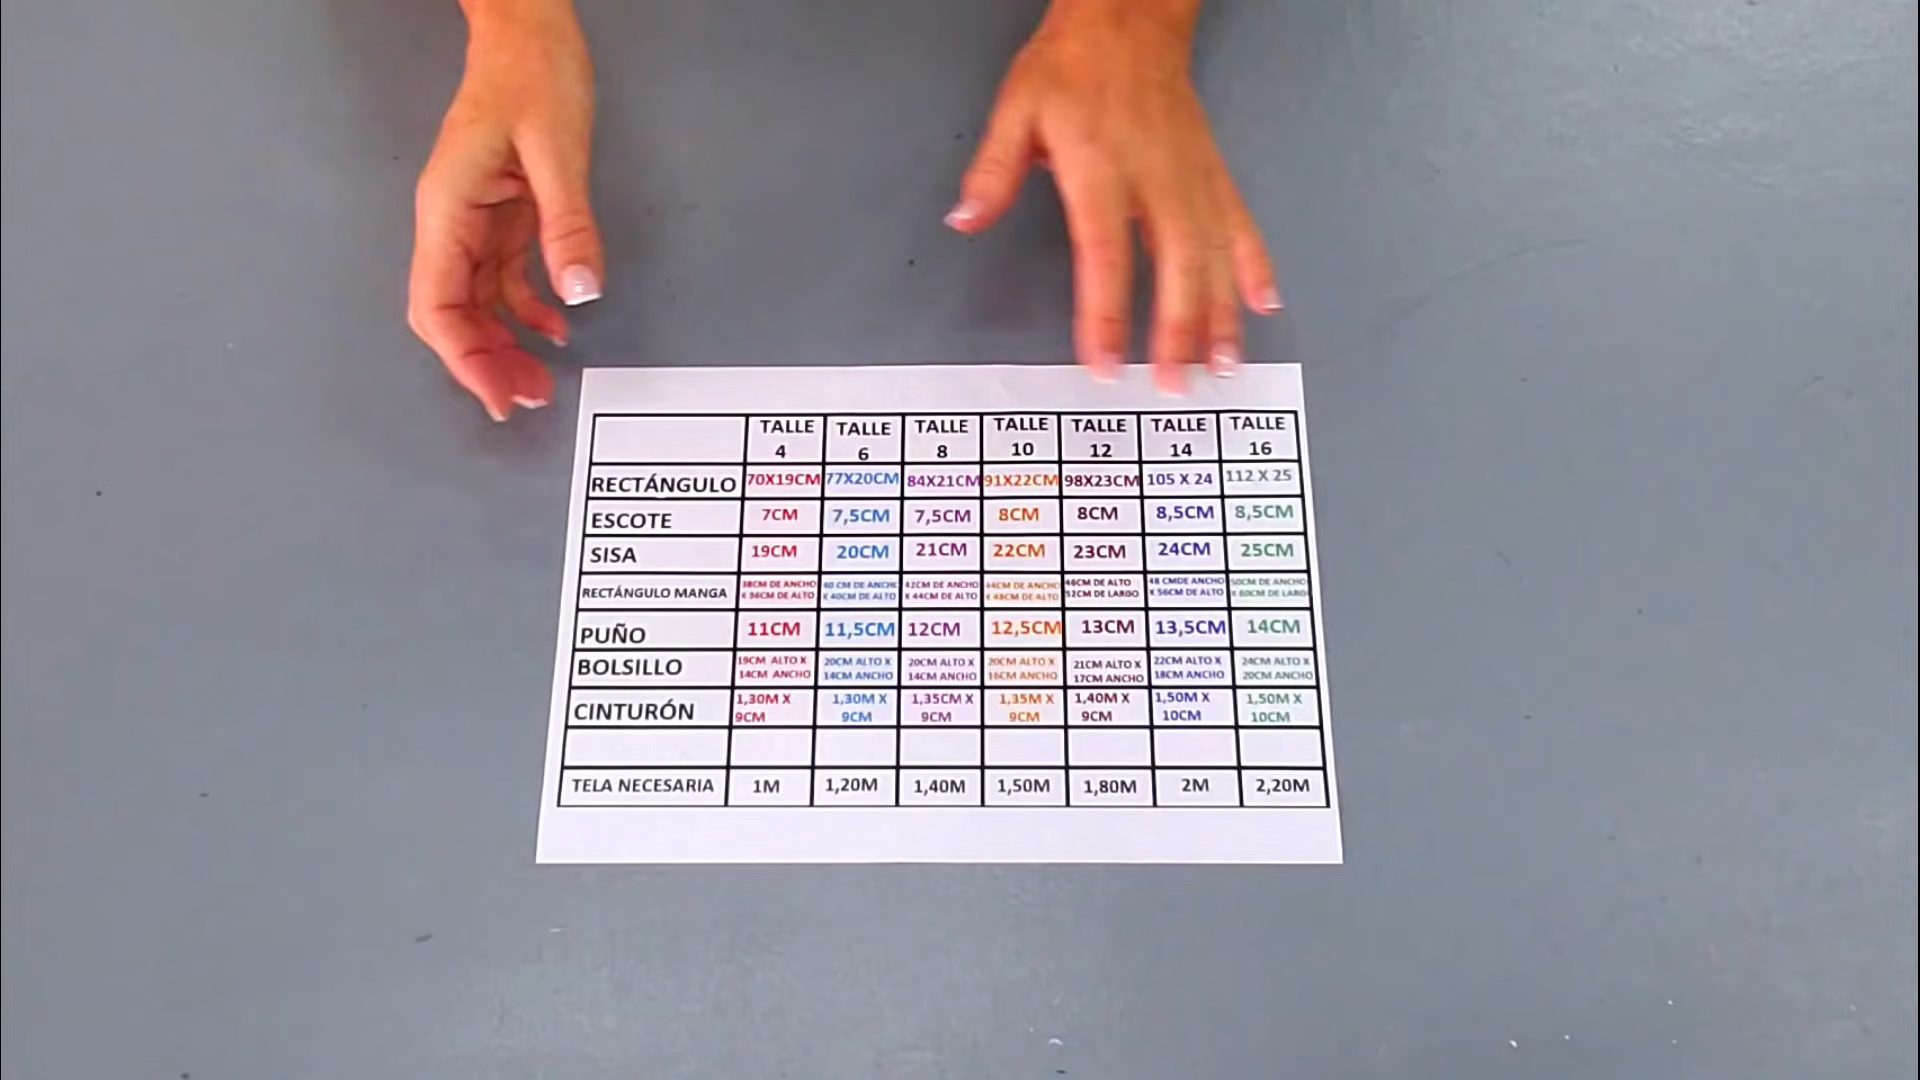 TALLE 4 TALLE 6 TALLE 8 TALLE 10 TALLE 12 TALLE 14 TALLE 16
RECTÁNGULO 70X19CM 77X20CM 84X21CM 91X22CM 98X23CM 105 X 24 112 X 25
ESCOTE 7CM 7,5CM 7,5CM 8CM 8CM 8,5CM 8,5CM
SISA 19CM 20CM 21CM 22CM 23CM 24CM 25CM
RECTÁNGULO MANGA 38CM DE ANCHO X 36CM DE ALTO 40 CM DE ANCHO X 40CM DE ALTO 42CM DE ANCHO X 44CM DE ALTO 44CM DE ANCHO X 48CM DE ALTO 46CM DE ALTO 52CM DE LARGO 48 CMDE ANCHO X 56CM DE ALTO 50CM DE ANCHO X 60CM DE LARGO
PUÑO 11CM 11,5CM 12CM 12,5CM 13CM 13,5CM 14CM
BOLSILLO 19CM ALTO X 14CM ANCHO 20CM ALTO X 14CM ANCHO 20CM ALTO X 14CM ANCHO 20CM ALTO X 16CM ANCHO 21CM ALTO X 17CM ANCHO 22CM ALTO X 18CM ANCHO 24CM ALTO X 20CM ANCHO
CINTURÓN 1,30M X 9CM 1,30M X 9CM 1,35CM X 9CM 1,35M X 9CM 1,40M X 9CM 1,50M X 10CM 1,50M X 10CM
TELA NECESARIA 1M 1,20M 1,40M 1,50M 1,80M 2M 2,20M